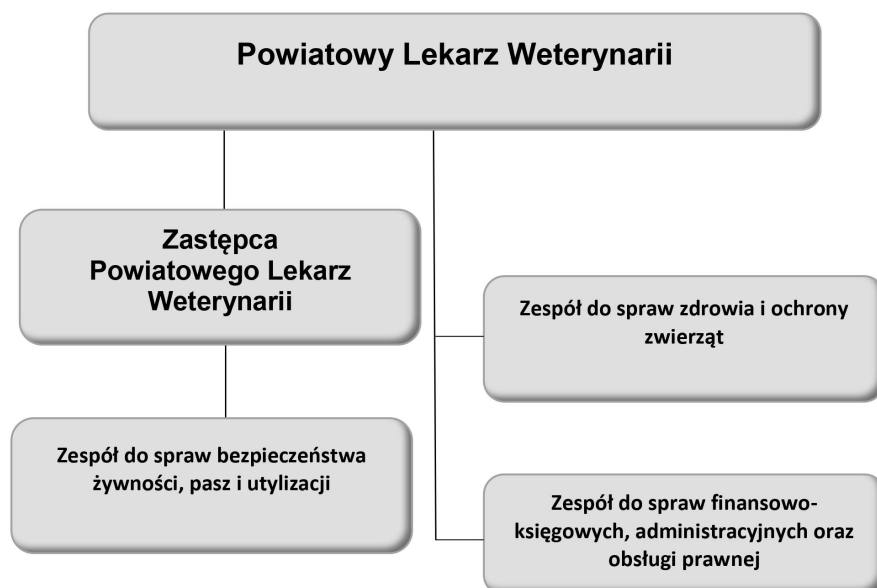 Powiatowy Lekarz Weterynarii
Zastępca
Powiatowego Lekarz
Weterynarii
Zespół do spraw zdrowia i ochrony
zwierząt
Zespół do spraw bezpieczeństwa
żywności, pasz i utylizacji
Zespół do spraw finansowo-
księgowych, administracyjnych oraz
obsługi prawnej